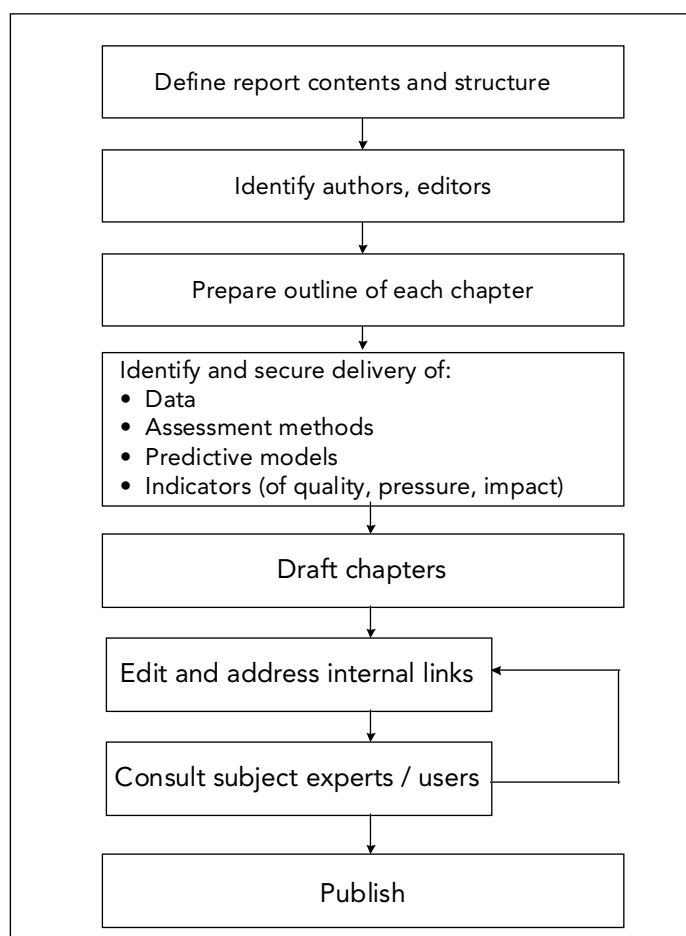 Define report contents and structure
Identify authors, editors
Prepare outline of each chapter
Identify and secure delivery of:
• Data
• Assessment methods
• Predictive models
• Indicators (of quality, pressure, impact)
Draft chapters
Edit and address internal links
Consult subject experts / users
Publish